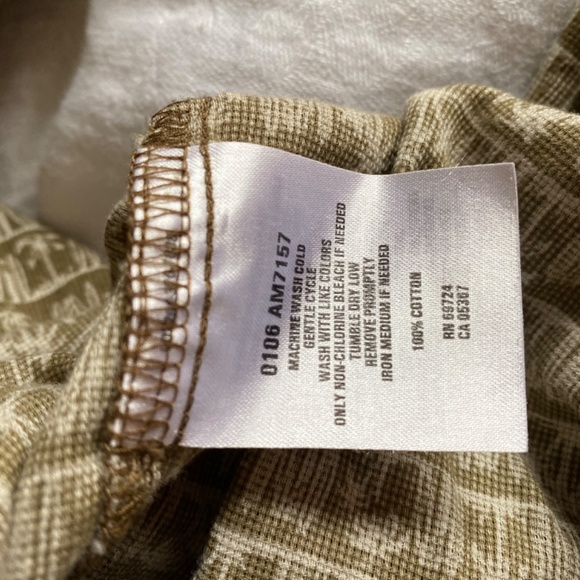 0106 AM7157
MACHINE WASH COLD
GENTLE CYCLE
WASH WITH LIKE COLORS
ONLY NON-CHLORINE BLEACH IF NEEDED
TUMBLE DRY LOW
REMOVE PROMPTLY
IRON MEDIUM IF NEEDED
100% COTTON
RN 69724
CA 05367